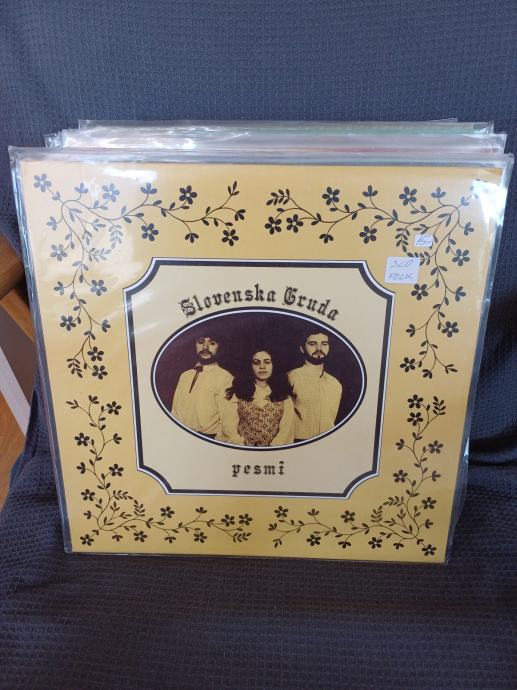 15,-
SLO
FOLK
Slovenska Gruda
pesmi